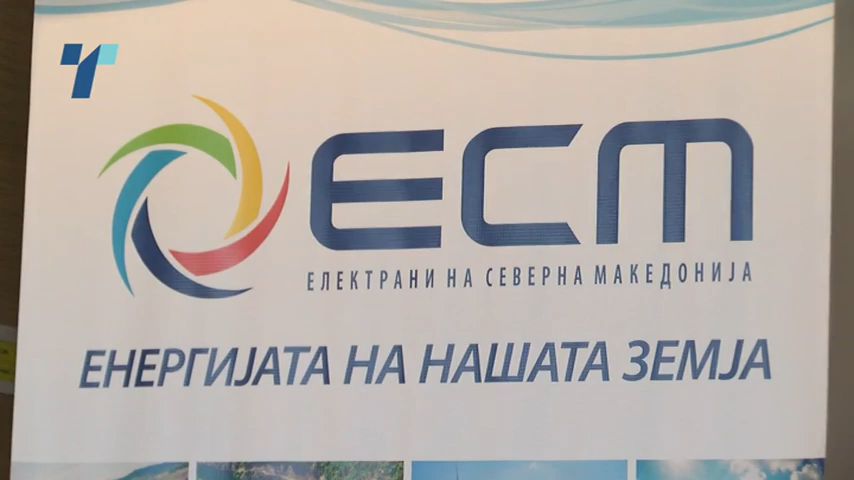 ЕСМ
ЕЛЕКТРАНИ НА СЕВЕРНА МАКЕДОНИЈА
ЕНЕРГИЈАТА НА НАШАТА ЗЕМЈА